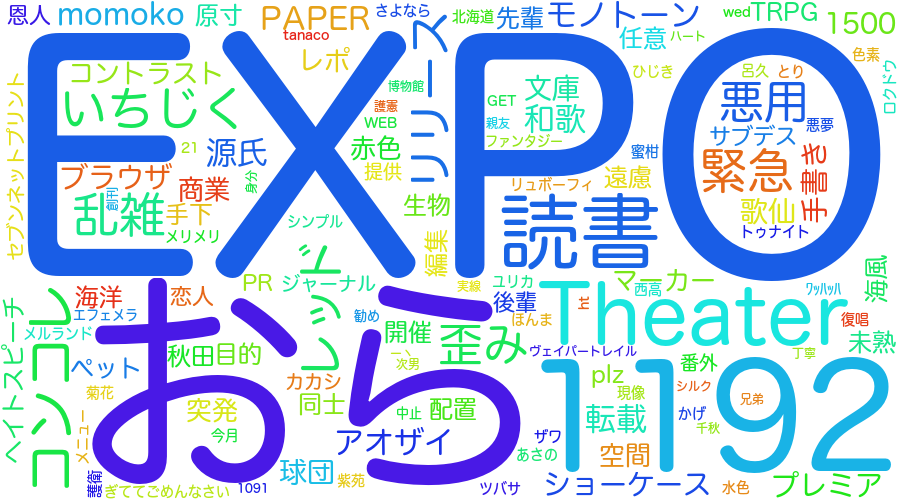 恩人
momoko
原寸
PAPER
さよなら
北海道
先輩
モノトーン
wed
TRPG
1500
tanaco
レポ
任意
ハート
色素
コントラスト
博物館
リリース
ひじき
呂久
とり
ロクドウ
いちじく
護憲
GET
文庫
悪用
EXPO
WEB
親友
和歌
サブデス
悪夢
セブンネットプリント
21
源氏
赤色
ファンタジー
蜜柑
緊急
手書き
ブラウザ
商業
身分
提供
リュボーフィ
遠慮
創刊
乱雑
手下
生物
読書
歌仙
メリメリ
シンプル
編集
トゥナイト
PR
ジャーナル
実線
ユリカ
マーカー
西高
ワッハッハ
海風
レッド
海洋
恋人
後輩
Theater
ht
復唱
エフェメラ
勧め
ほんま
メルランド
開催
歪み
ヴェイパートレイル
未熟
ヘイトスピーチ
コンコレ
おら
1192
秋田
目的
一ヽ
次男
番外
丁寧
ペット
カカシ
plz
シルク
菊花
突発
同士
中止
配置
現像
兄弟
メニュー
今月
アオザイ
ザワ
転載
かげ
千秋
あさの
空間
護衛
球団
紫苑
ショーケース
プレミア
ぎててごめんなさい
1091
ツバサ
水色